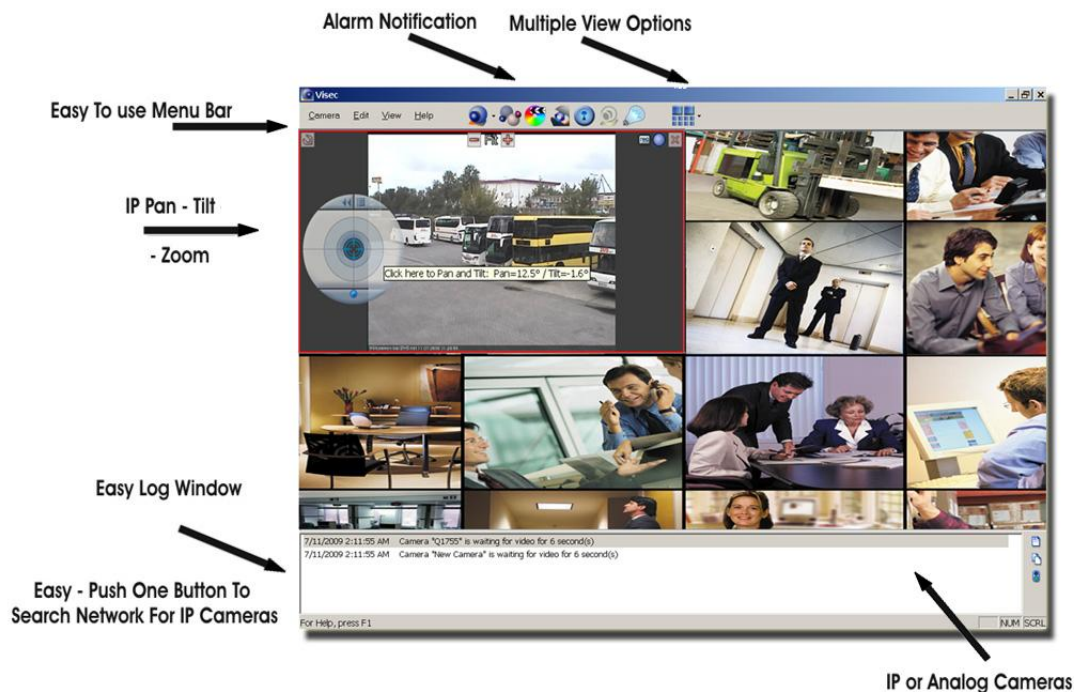 Alarm Notification
Multiple View Options
Easy To use Menu Bar
IP Pan - Tilt
- Zoom
Easy Log Window
Easy - Push One Button To
Search Network For IP Cameras
IP or Analog Cameras
Visec
Camera Edit View Help
Fit
Click here to Pan and Tilt: Pan=12.5° / Tilt=-1.6°
7/11/2009 2:11:55 AM Camera "Q1755" is waiting for video for 6 second(s)
7/11/2009 2:11:55 AM Camera "New Camera" is waiting for video for 6 second(s)
For Help, press F1
NUM SCRL